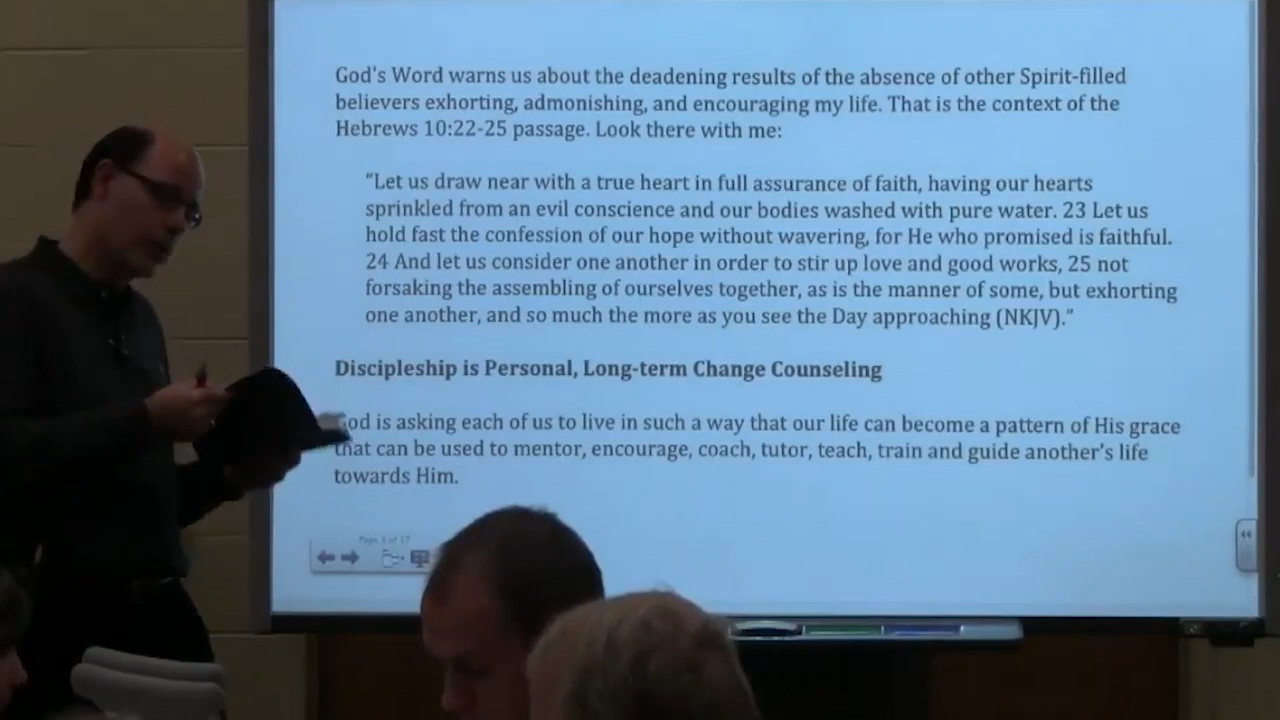 God's Word warns us about the deadening results of the absence of other Spirit-filled
believers exhorting, admonishing, and encouraging my life. That is the context of the
Hebrews 10:22-25 passage. Look there with me:
“Let us draw near with a true heart in full assurance of faith, having our hearts
sprinkled from an evil conscience and our bodies washed with pure water. 23 Let us
hold fast the confession of our hope without wavering, for He who promised is faithful.
24 And let us consider one another in order to stir up love and good works, 25 not
forsaking the assembling of ourselves together, as is the manner of some, but exhorting
one another, and so much the more as you see the Day approaching (NKJV).”
Discipleship is Personal, Long-term Change Counseling
God is asking each of us to live in such a way that our life can become a pattern of His grace
that can be used to mentor, encourage, coach, tutor, teach, train and guide another’s life
towards Him.
Page 3 of 17